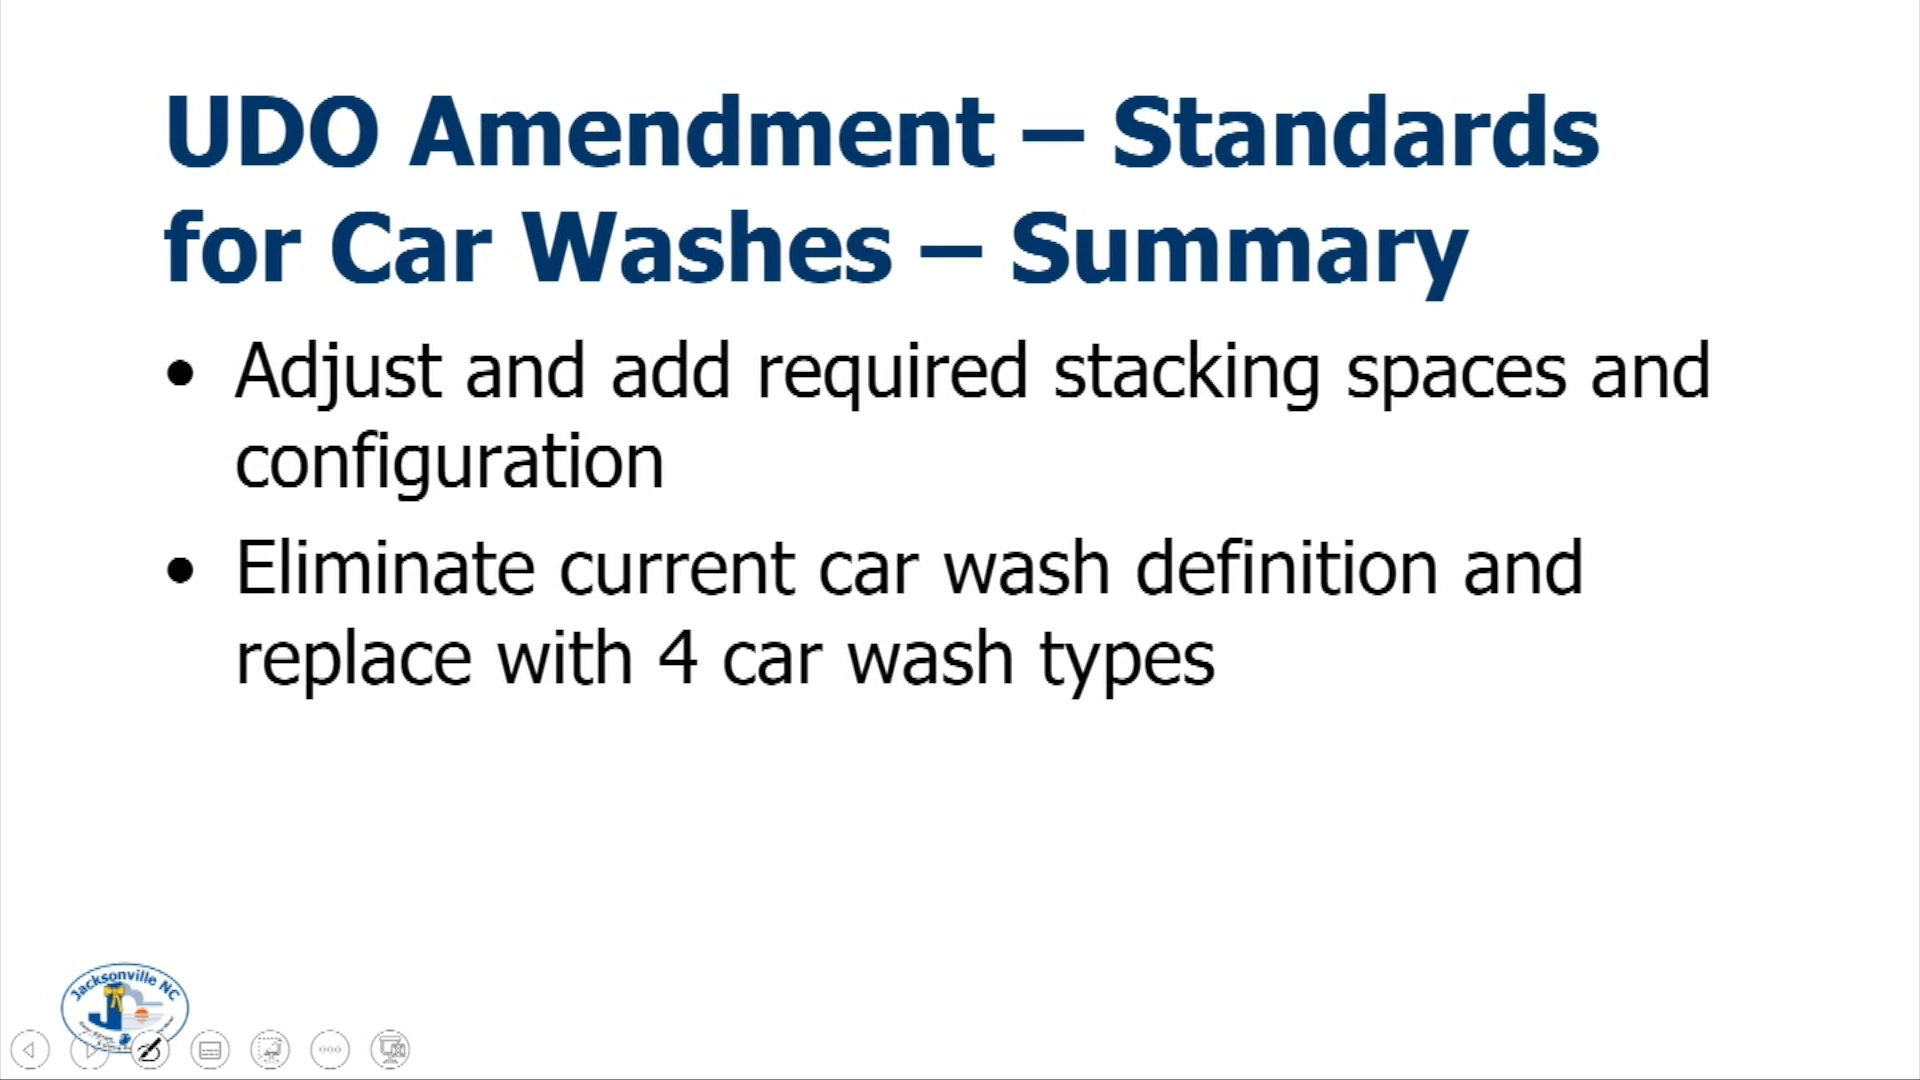 UDO Amendment – Standards
for Car Washes – Summary
• Adjust and add required stacking spaces and
configuration
• Eliminate current car wash definition and
replace with 4 car wash types
Jacksonville NC